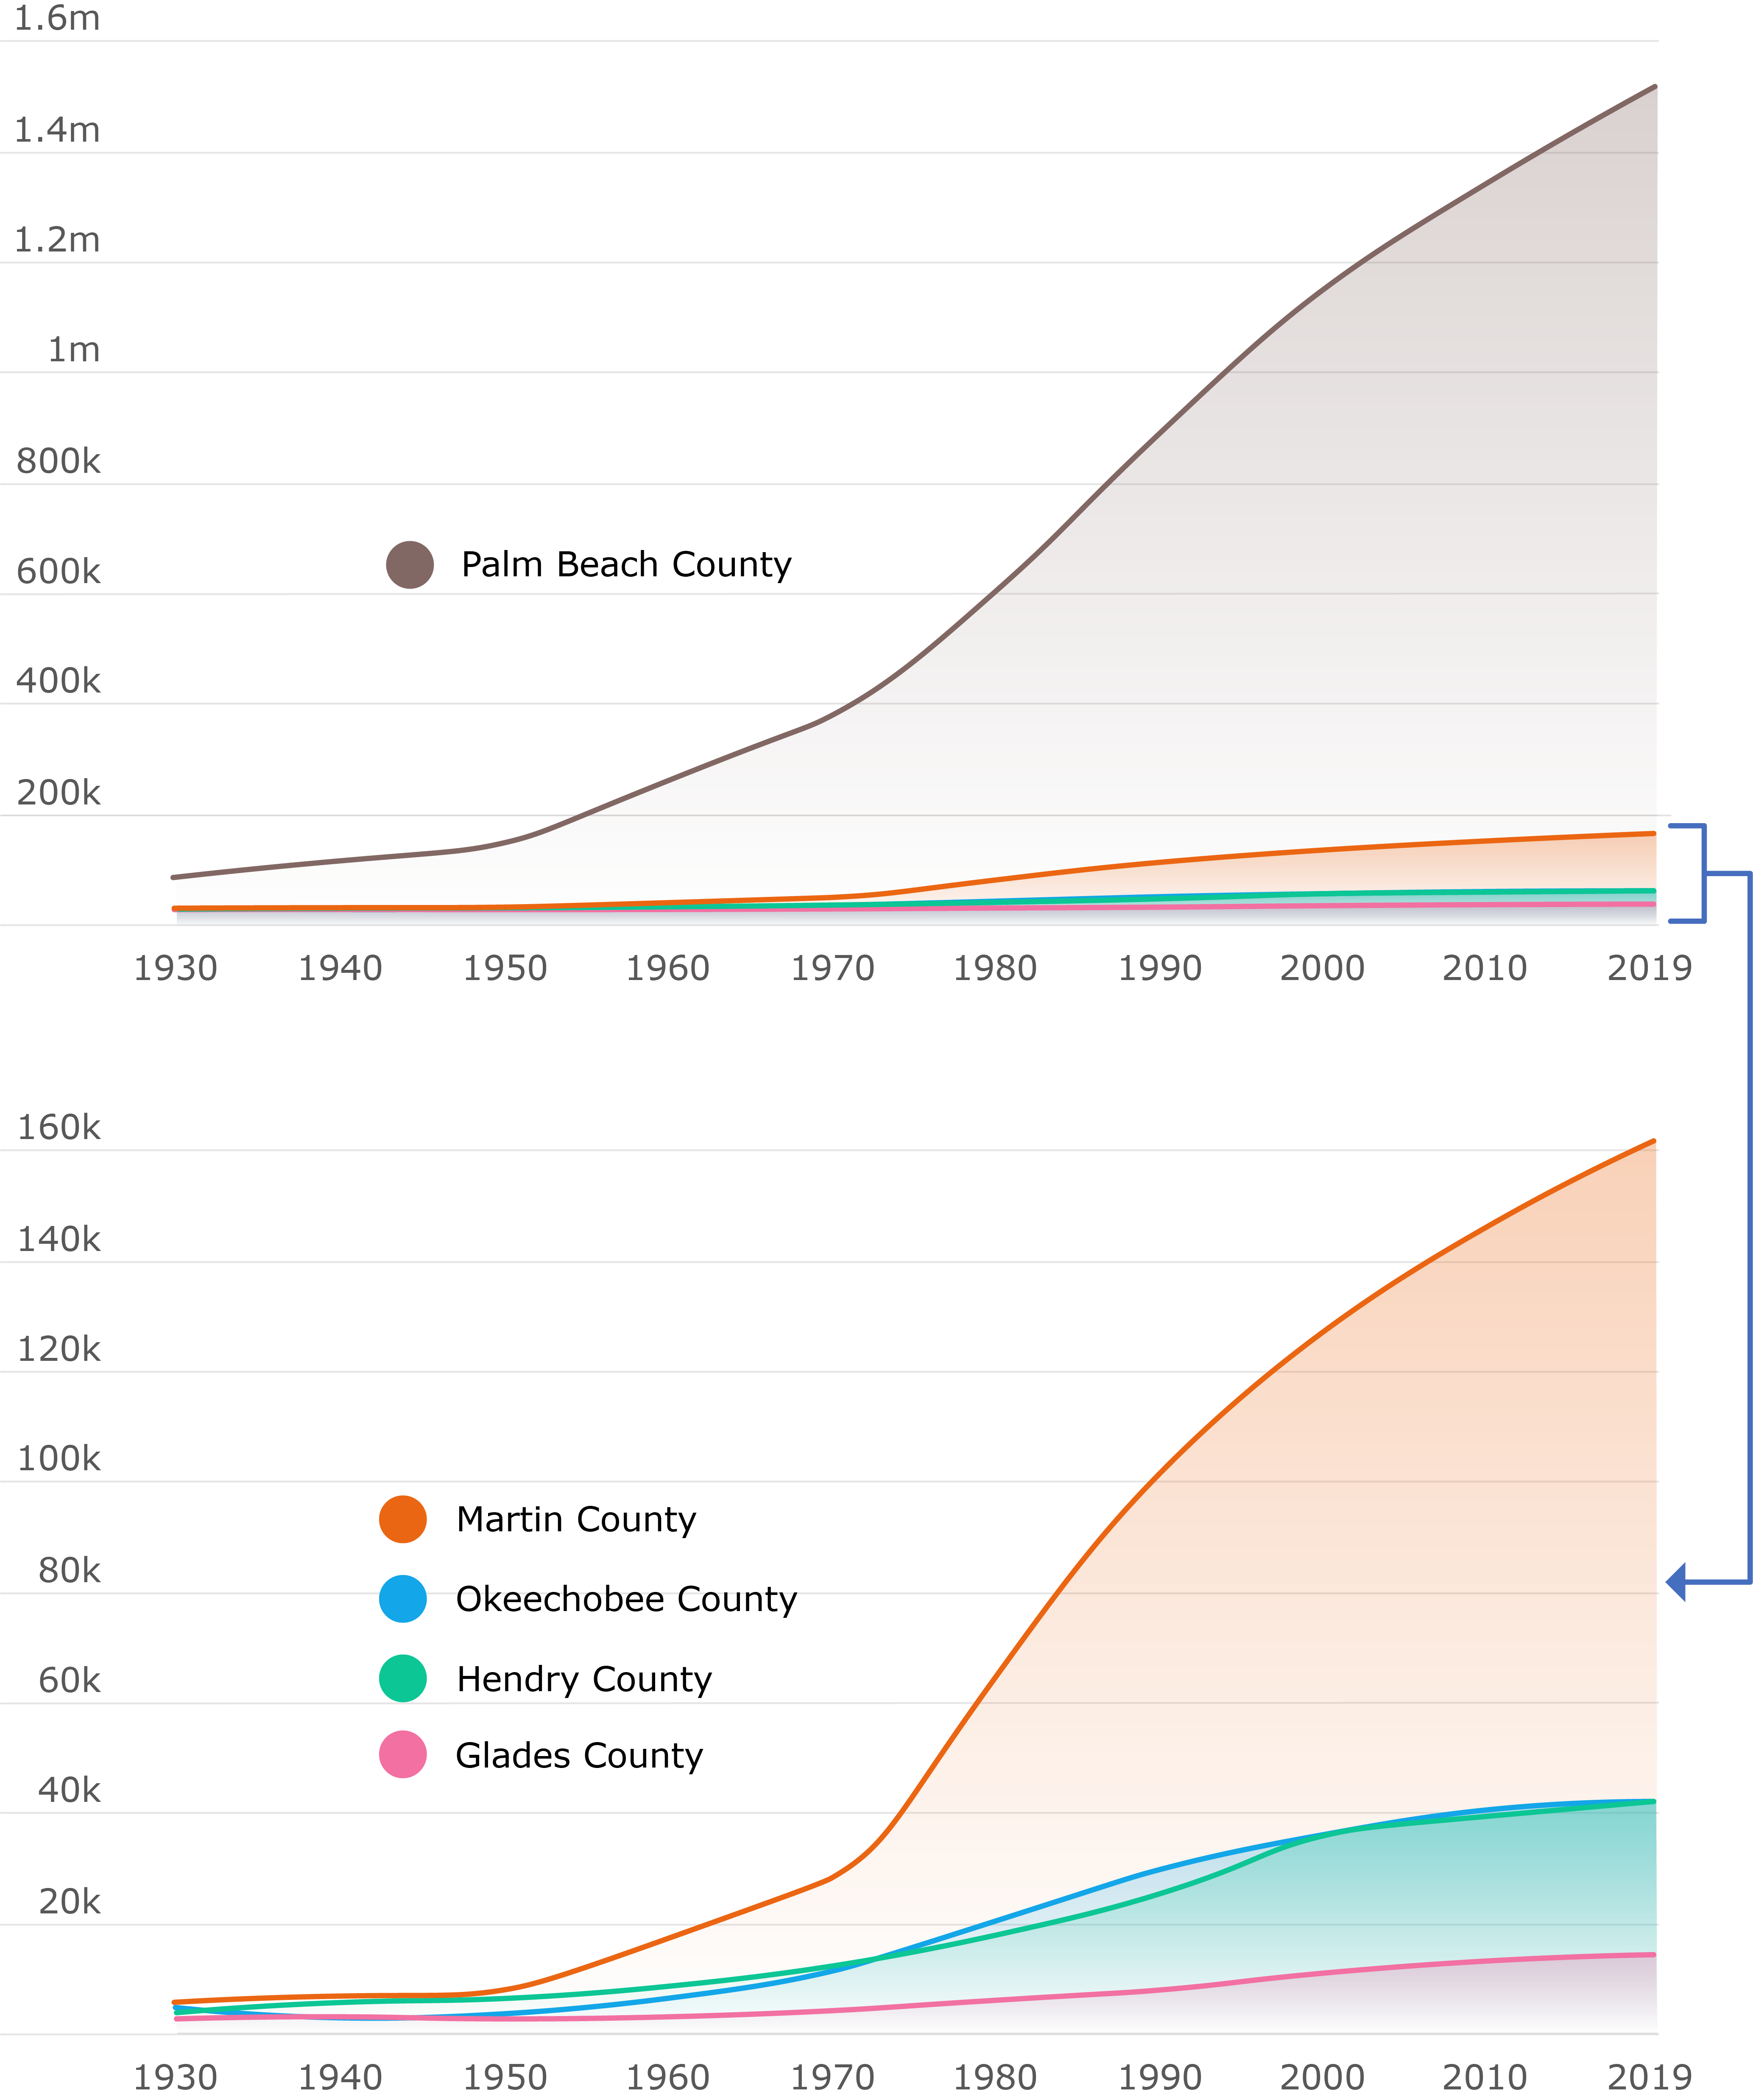 1.6m
1.4m
1.2m
1m
800k
Palm Beach County
600k
400k
200k
1930 1940 1950 1960 1970 1980 1990 2000 2010 2019
160k
140k
120k
100k
Martin County
80k
Okeechobee County
60k
Hendry County
Glades County
40k
20k
1930 1940 1950 1960 1970 1980 1990 2000 2010 2019